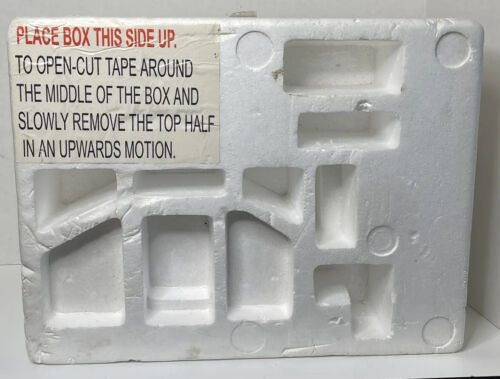 PLACE BOX THIS SIDE UP.
TO OPEN-CUT TAPE AROUND
THE MIDDLE OF THE BOX AND
SLOWLY REMOVE THE TOP HALF
IN AN UPWARDS MOTION.